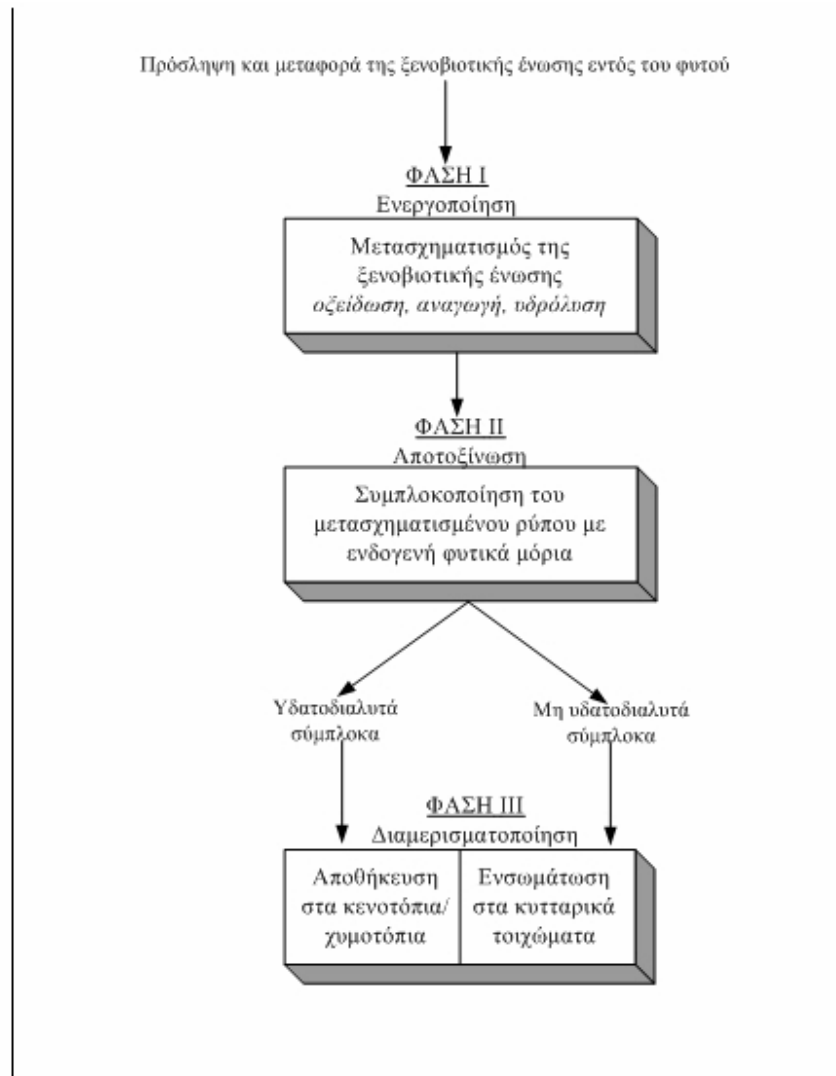 Πρόσληψη και μεταφορά της ξενοβιοτικής ένωσης εντός του φυτού
ΦΑΣΗ Ι
Ενεργοποίηση
Μετασχηματισμός της
ξενοβιοτικής ένωσης
οξείδωση, αναγωγή, υδρόλυση
ΦΑΣΗ ΙΙ
Αποτοξίνωση
Συμπλοκοποίηση του
μετασχηματισμένου ρύπου με
ενδογενή φυτικά μόρια
Υδατοδιαλυτά
σύμπλοκα
Μη υδατοδιαλυτά
σύμπλοκα
ΦΑΣΗ ΙΙΙ
Διαμερισματοποίηση
Αποθήκευση
στα κενοτόπια/
χυμοτόπια
Ενσωμάτωση
στα κυτταρικά
τοιχώματα